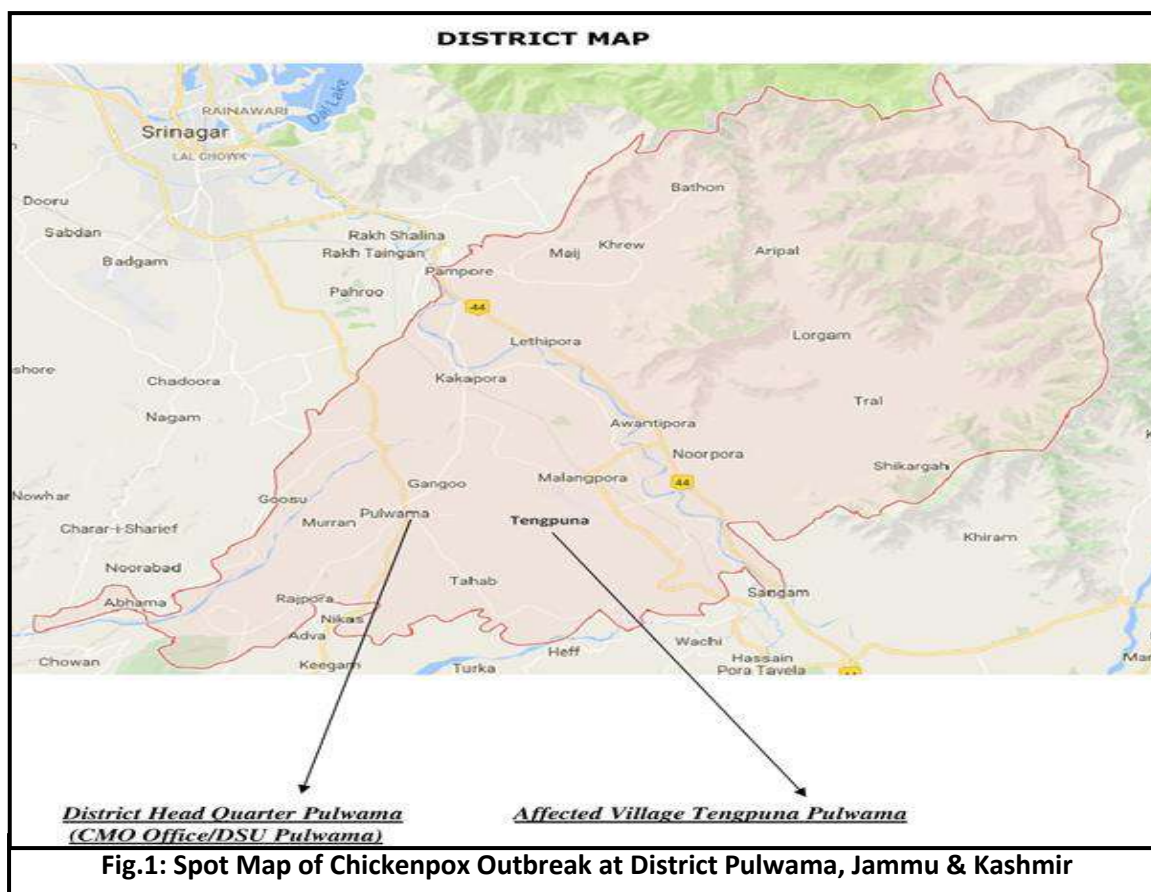 DISTRICT MAP
RAINAWARI
Dal Lake
Srinagar
LAL CHOWK
Bathon
Dooru
Sabdan
Rakh Shalina
Khrew
Maij
Aripal
Badgam
Rakh Taingan
Pampore
Pahroo
44
Lethipora
Lorgam
shore
Chadoora
Kakapora
Nagam
Tral
Awantipora
Noorpora
Shikargah
Gangoo
Malangpora
44
Nowhar
Goosu
Murran
Pulwama
Tengpuna
Charar-i-Sharief
Khiram
Noorabad
Tahab
Abhama
Rajpora
Sangam
Nikas
Adva
Wachi
Chowan
Keegam
Turka
Heff
Hassain
Pora Tavela
Mar
44
District Head Quarter Pulwama
(CMO Office/DSU Pulwama)
Affected Village Tengpuna Pulwama
Fig.1: Spot Map of Chickenpox Outbreak at District Pulwama, Jammu & Kashmir